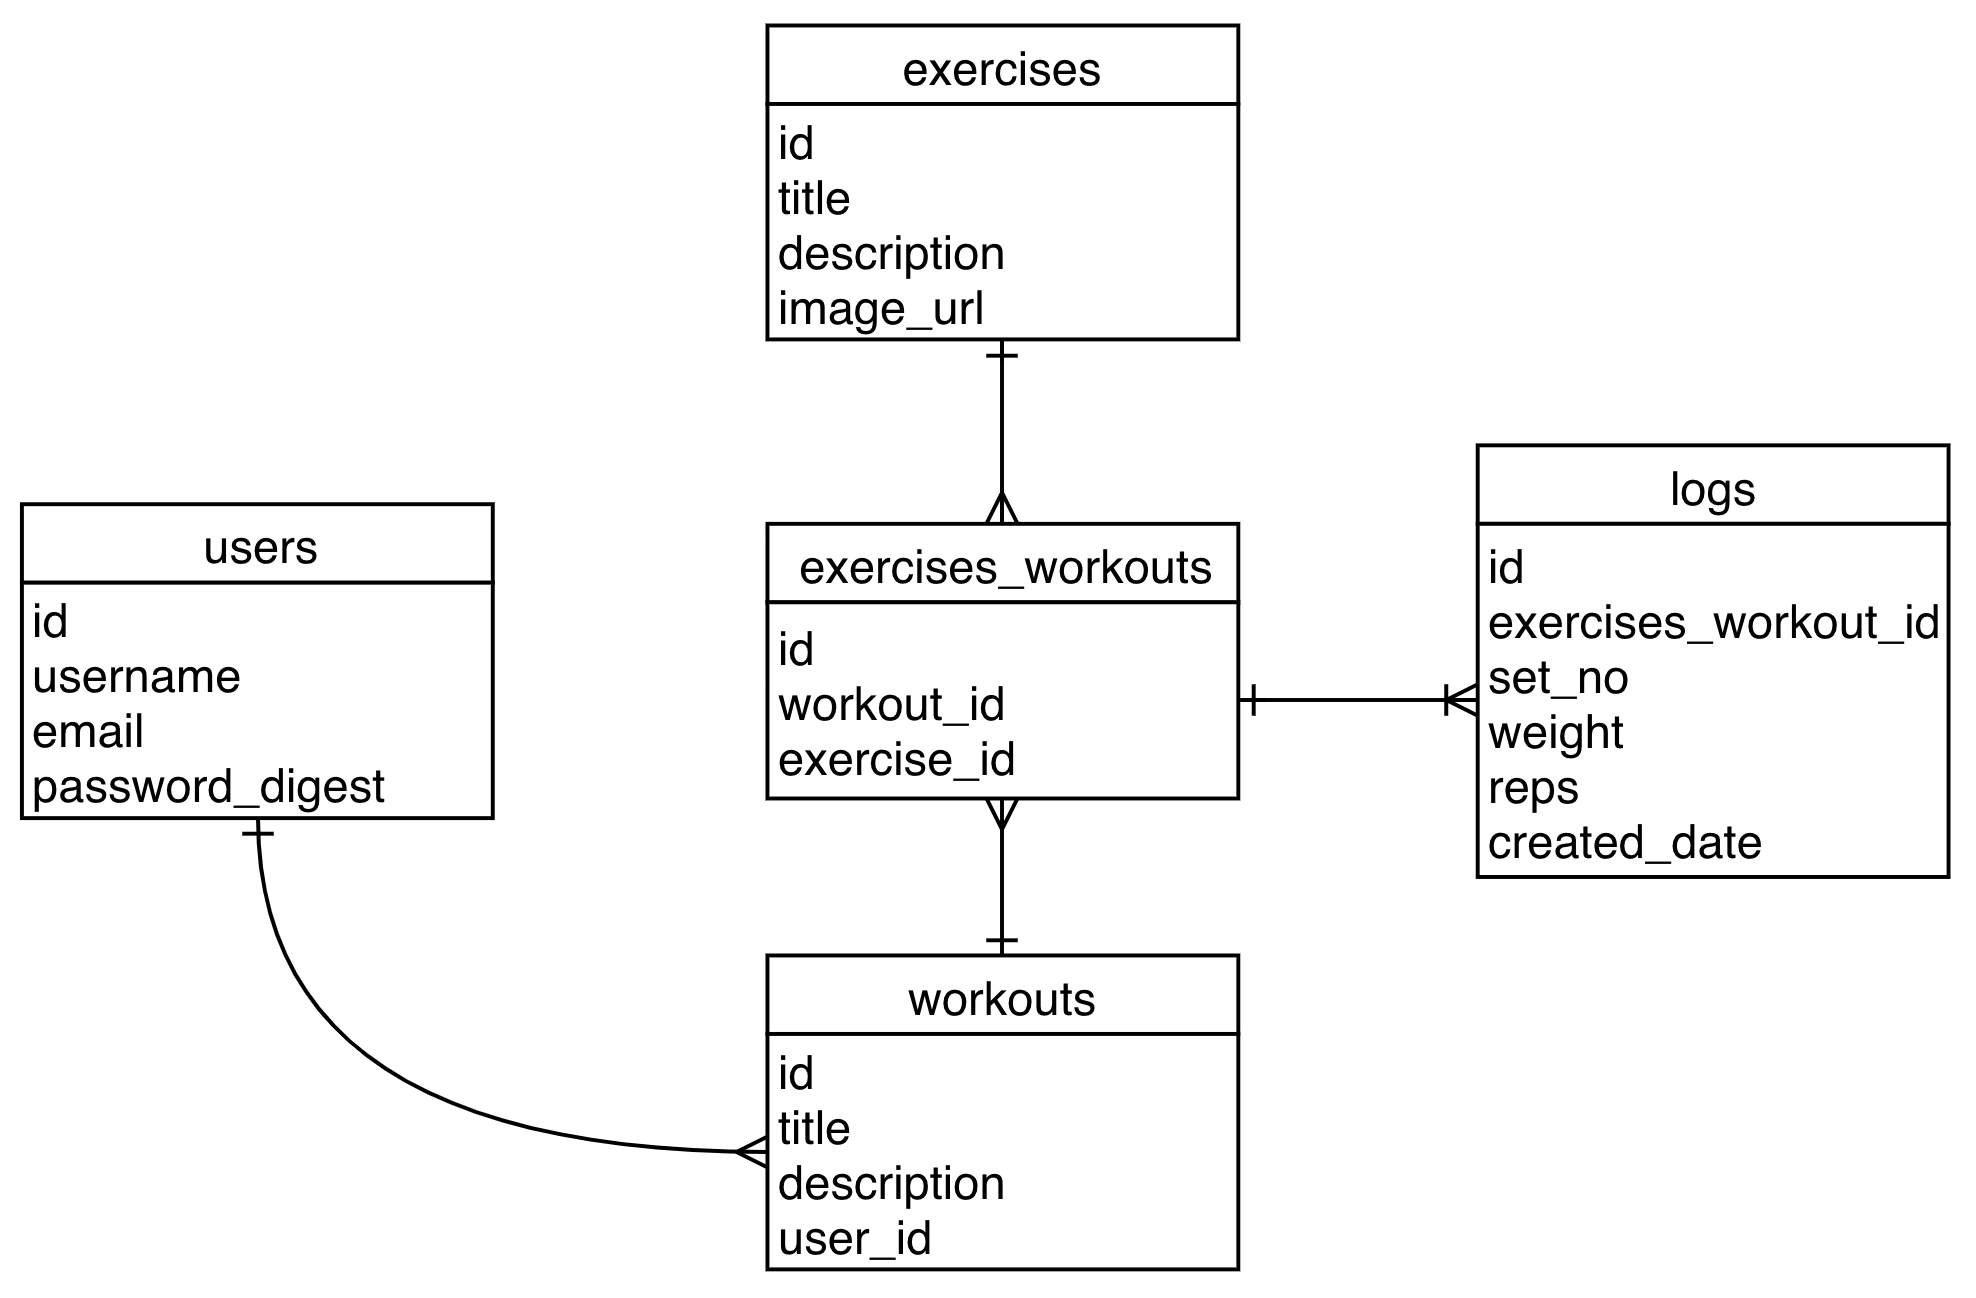 exercises
id
title
description
image_url
users
id
username
email
password_digest
exercises_workouts
id
workout_id
exercise_id
logs
id
exercises_workout_id
set_no
weight
reps
created_date
workouts
id
title
description
user_id